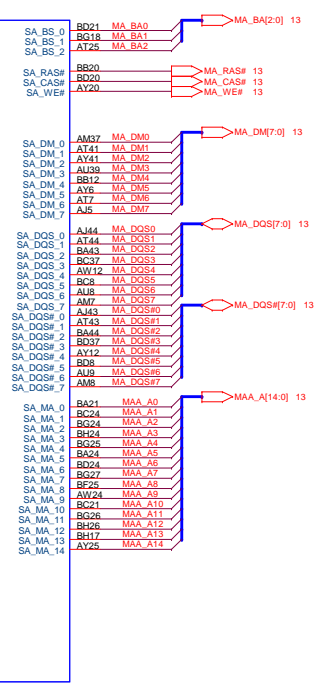 SA_BS_0 BD21 MA_BA0 MA_BA[2:0] 13
SA_BS_1 BG18 MA_BA1
SA_BS_2 AT25 MA_BA2
SA_RAS# BB20 MA_RAS# 13
SA_CAS# BD20 MA_CAS# 13
SA_WE# AY20 MA_WE# 13
SA_DM_0 AM37 MA_DM0 MA_DM[7:0] 13
SA_DM_1 AT41 MA_DM1
SA_DM_2 AY41 MA_DM2
SA_DM_3 AU39 MA_DM3
SA_DM_4 BB12 MA_DM4
SA_DM_5 AY6 MA_DM5
SA_DM_6 AT7 MA_DM6
SA_DM_7 AJ5 MA_DM7
SA_DQS_0 AJ44 MA_DQS0 MA_DQS[7:0] 13
SA_DQS_1 AT44 MA_DQS1
SA_DQS_2 BA43 MA_DQS2
SA_DQS_3 BC37 MA_DQS3
SA_DQS_4 AW12 MA_DQS4
SA_DQS_5 BC8 MA_DQS5
SA_DQS_6 AU8 MA_DQS6
SA_DQS_7 AM7 MA_DQS7
SA_DQS#_0 AJ43 MA_DQS#0 MA_DQS#[7:0] 13
SA_DQS#_1 AT43 MA_DQS#1
SA_DQS#_2 BA44 MA_DQS#2
SA_DQS#_3 BD37 MA_DQS#3
SA_DQS#_4 AY12 MA_DQS#4
SA_DQS#_5 BD8 MA_DQS#5
SA_DQS#_6 AU9 MA_DQS#6
SA_DQS#_7 AM8 MA_DQS#7
SA_MA_0 BA21 MAA_A0 MAA_A[14:0] 13
SA_MA_1 BC24 MAA_A1
SA_MA_2 BG24 MAA_A2
SA_MA_3 BH24 MAA_A3
SA_MA_4 BG25 MAA_A4
SA_MA_5 BA24 MAA_A5
SA_MA_6 BD24 MAA_A6
SA_MA_7 BG27 MAA_A7
SA_MA_8 BF25 MAA_A8
SA_MA_9 AW24 MAA_A9
SA_MA_10 BC21 MAA_A10
SA_MA_11 BG26 MAA_A11
SA_MA_12 BH26 MAA_A12
SA_MA_13 BH17 MAA_A13
SA_MA_14 AY25 MAA_A14